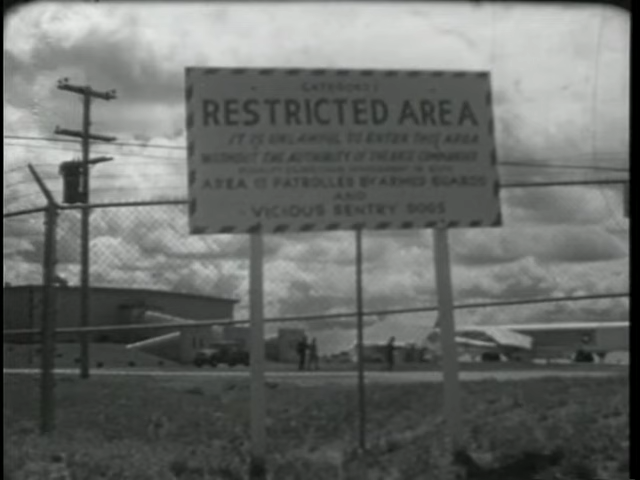 CATEGORY I
RESTRICTED AREA
IT IS UNLAWFUL TO ENTER THIS AREA
WITHOUT THE AUTHORITY OF THE BASE COMMANDER
AREA IS PATROLLED BY ARMED GUARDS
AND
VICIOUS SENTRY DOGS